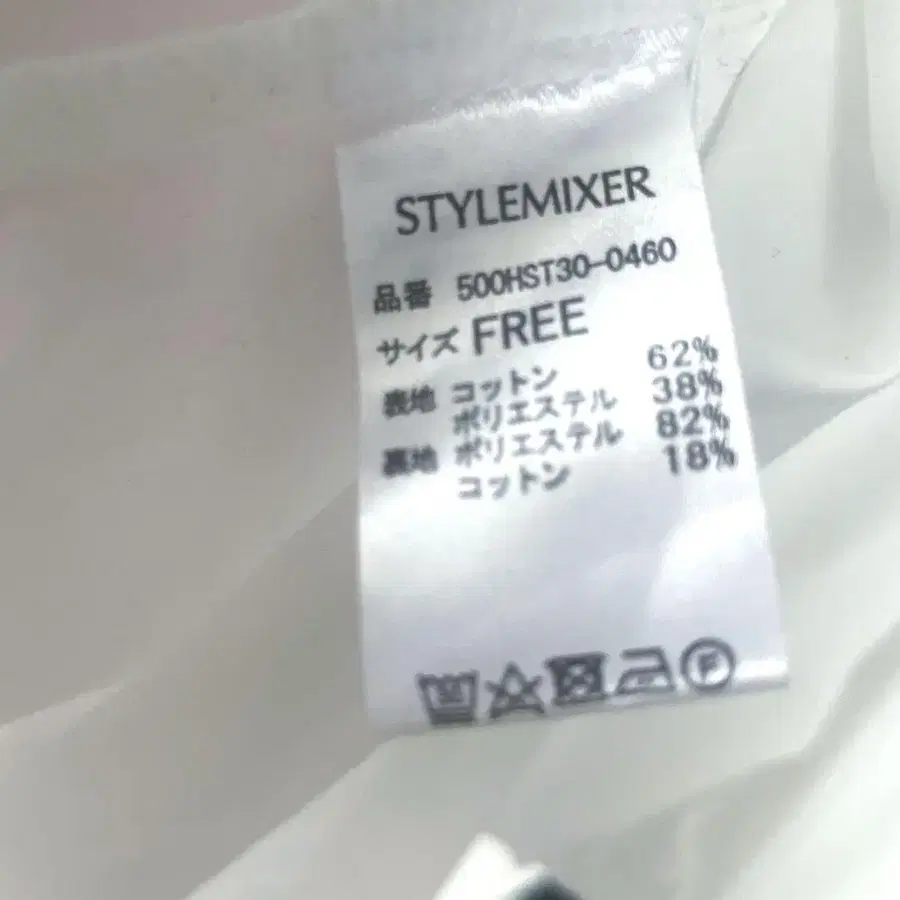 STYLEMIXER
品番 500HST30-0460
サイズ FREE
表地 コットン 62%
ポリエステル 38%
裏地 ポリエステル 82%
コットン 18%
F